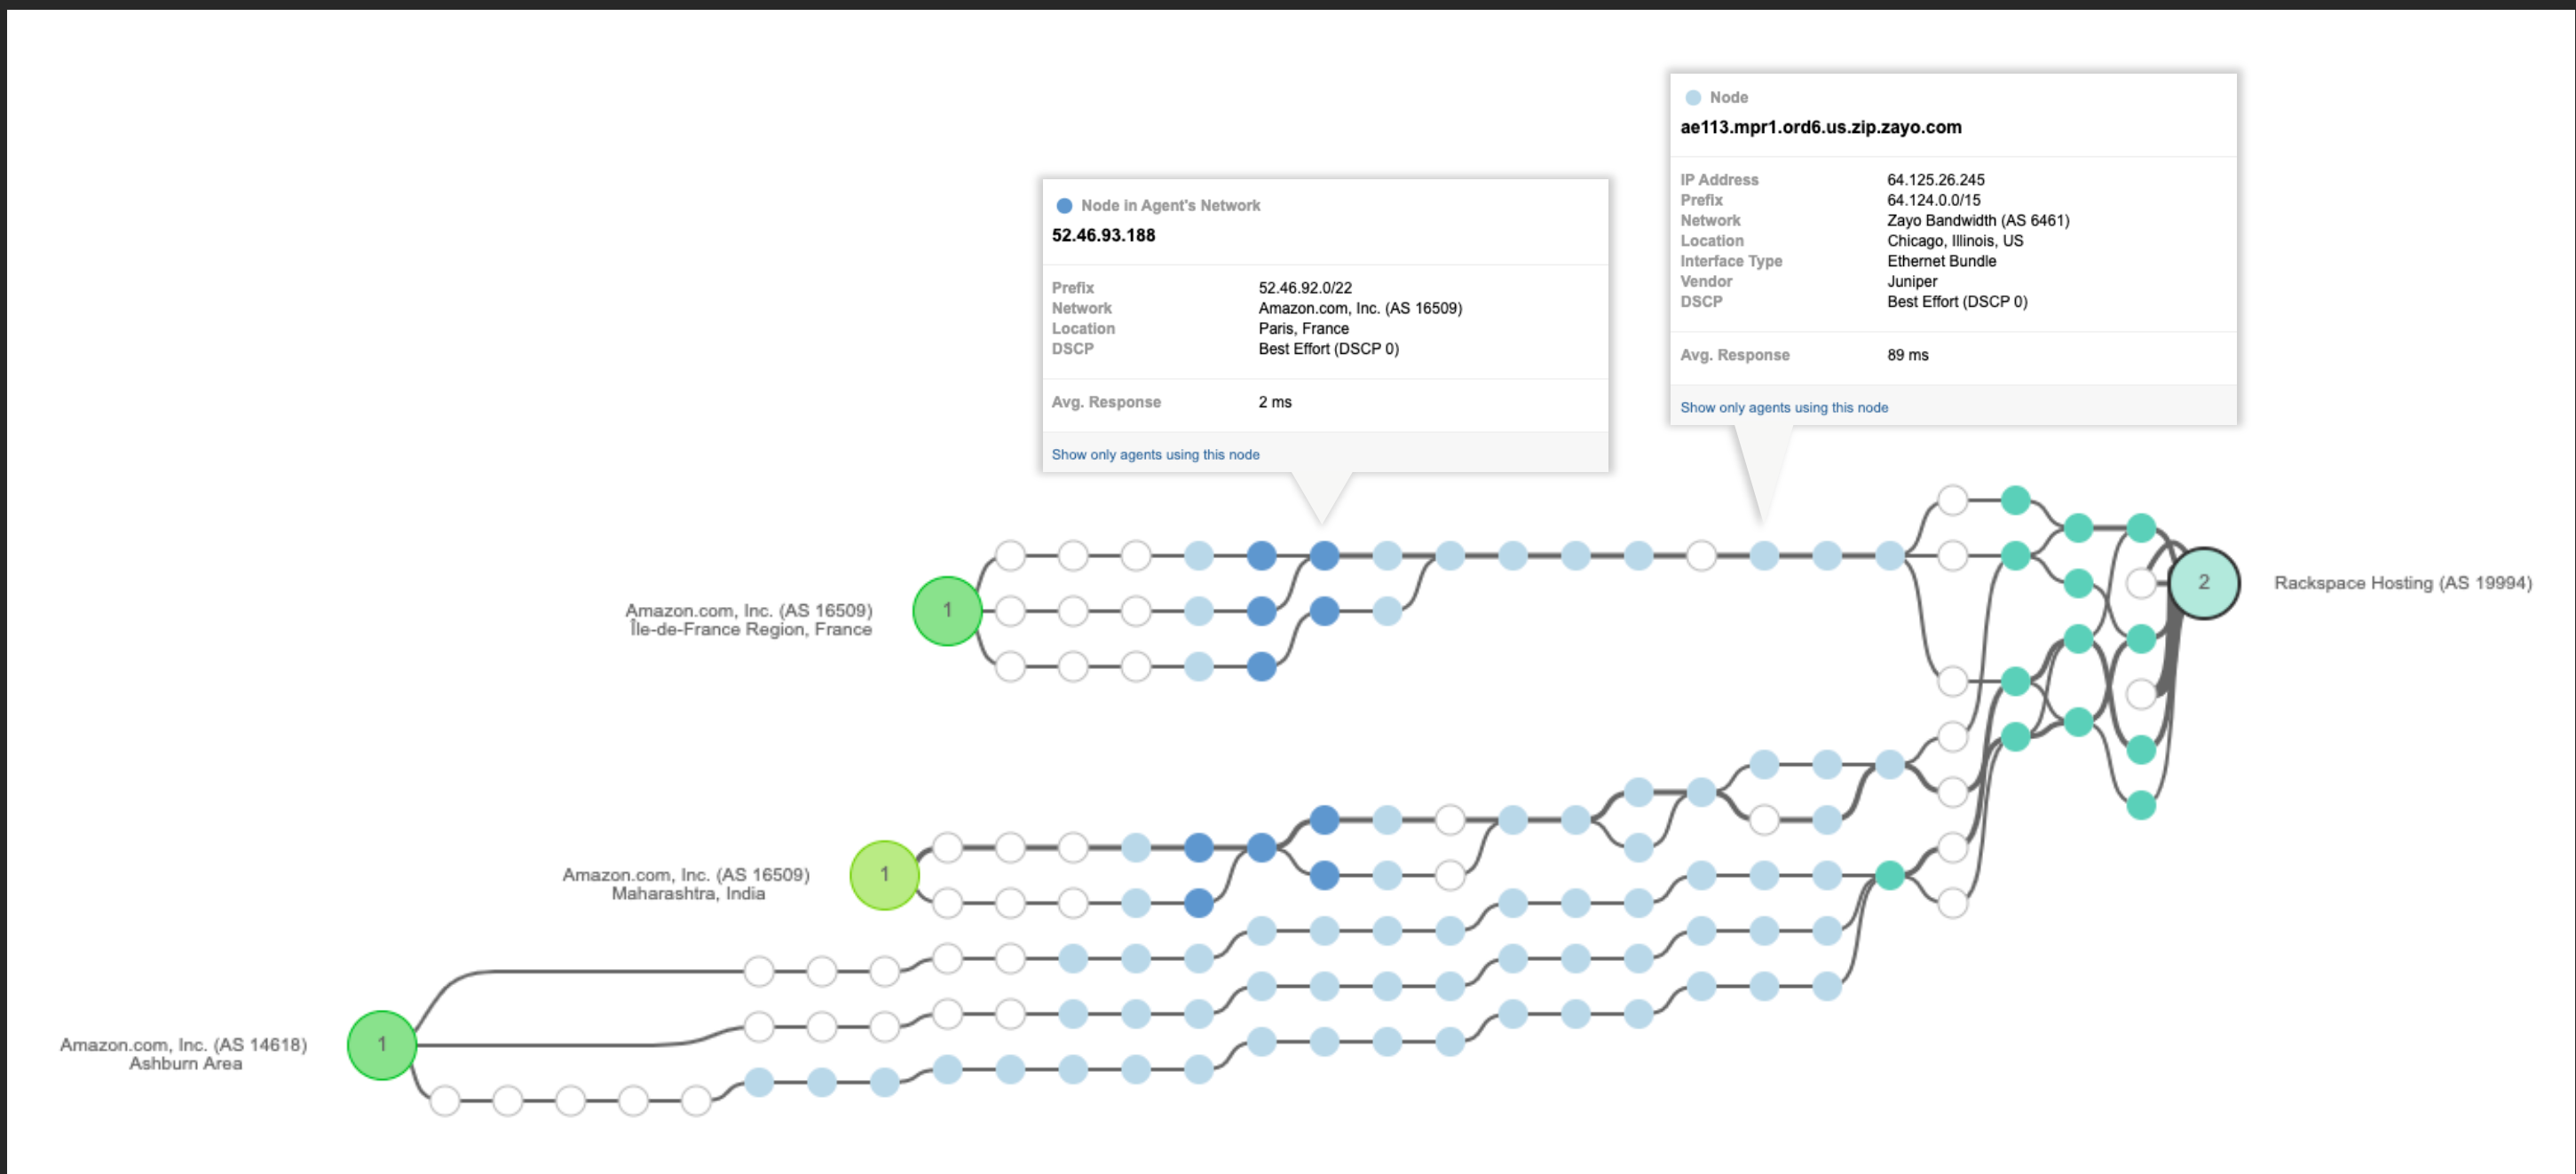 Node
ae113.mpr1.ord6.us.zip.zayo.com
IP Address 64.125.26.245
Prefix 64.124.0.0/15
Network Zayo Bandwidth (AS 6461)
Location Chicago, Illinois, US
Interface Type Ethernet Bundle
Vendor Juniper
DSCP Best Effort (DSCP 0)
Avg. Response 89 ms
Show only agents using this node
Node in Agent's Network
52.46.93.188
Prefix 52.46.92.0/22
Network Amazon.com, Inc. (AS 16509)
Location Paris, France
DSCP Best Effort (DSCP 0)
Avg. Response 2 ms
Show only agents using this node
Amazon.com, Inc. (AS 16509)
Île-de-France Region, France
1
2
Rackspace Hosting (AS 19994)
Amazon.com, Inc. (AS 16509)
Maharashtra, India
1
Amazon.com, Inc. (AS 14618)
Ashburn Area
1